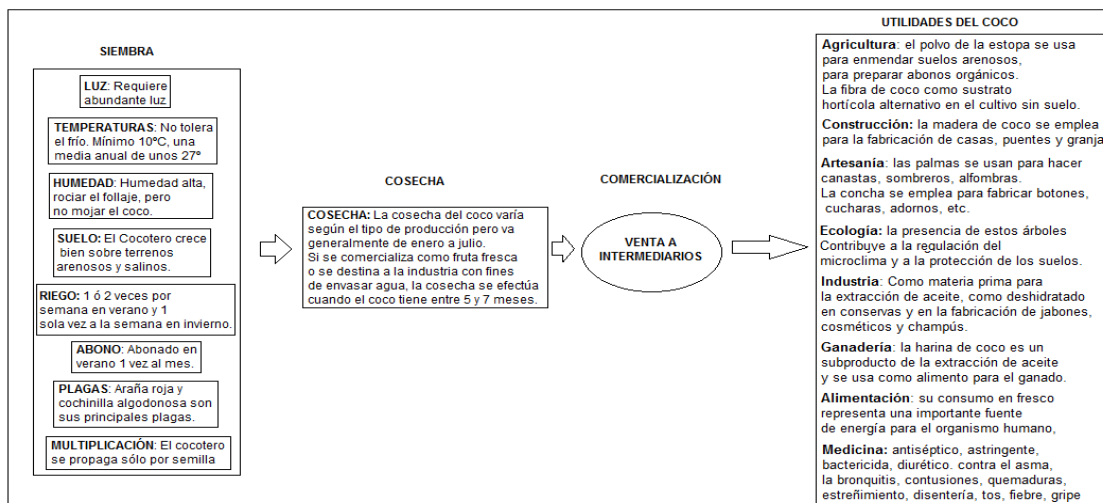 SIEMBRA
LUZ: Requiere
abundante luz
TEMPERATURAS: No tolera
el frío. Mínimo 10ºC, una
media anual de unos 27º
HUMEDAD: Humedad alta,
rociar el follaje, pero
no mojar el coco.
SUELO: El Cocotero crece
bien sobre terrenos
arenosos y salinos.
RIEGO: 1 ó 2 veces por
semana en verano y 1
sola vez a la semana en invierno.
ABONO: Abonado en
verano 1 vez al mes.
PLAGAS: Araña roja y
cochinilla algodonosa son
sus principales plagas.
MULTIPLICACIÓN: El cocotero
se propaga sólo por semilla
COSECHA
COSECHA: La cosecha del coco varía
según el tipo de producción pero va
generalmente de enero a julio.
Si se comercializa como fruta fresca
o se destina a la industria con fines
de envasar agua, la cosecha se efectúa
cuando el coco tiene entre 5 y 7 meses.
COMERCIALIZACIÓN
VENTA A
INTERMEDIARIOS
UTILIDADES DEL COCO
Agricultura: el polvo de la estopa se usa
para enmendar suelos arenosos,
para preparar abonos orgánicos.
La fibra de coco como sustrato
hortícola alternativo en el cultivo sin suelo.
Construcción: la madera de coco se emplea
para la fabricación de casas, puentes y granja
Artesanía: las palmas se usan para hacer
canastas, sombreros, alfombras.
La concha se emplea para fabricar botones,
cucharas, adornos, etc.
Ecología: la presencia de estos árboles
Contribuye a la regulación del
microclima y a la protección de los suelos.
Industria: Como materia prima para
la extracción de aceite, como deshidratado
en conservas y en la fabricación de jabones,
cosméticos y champús.
Ganadería: la harina de coco es un
subproducto de la extracción de aceite
y se usa como alimento para el ganado.
Alimentación: su consumo en fresco
representa una importante fuente
de energía para el organismo humano,
Medicina: antiséptico, astringente,
bactericida, diurético. contra el asma,
la bronquitis, contusiones, quemaduras,
estreñimiento, disentería, tos, fiebre, gripe